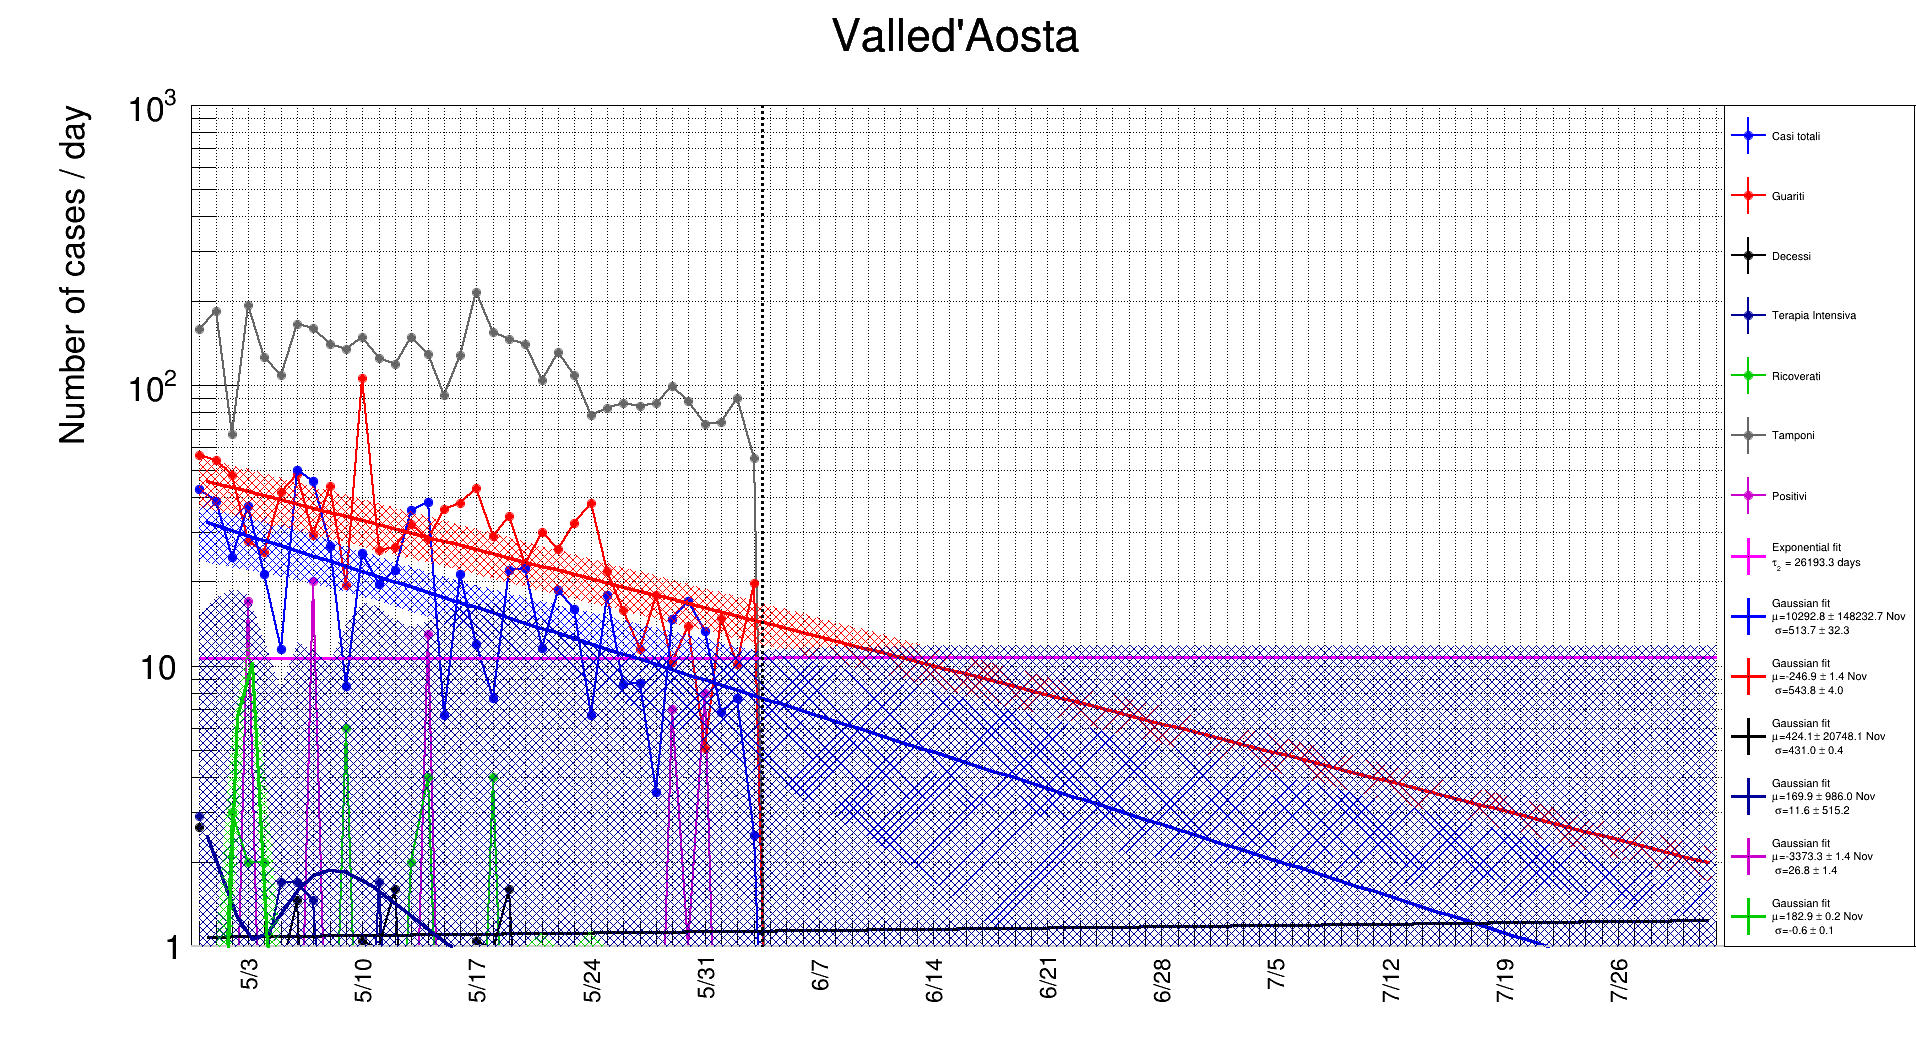 Valled'Aosta
Number of cases / day
10³
10²
10
1
5/3
5/10
5/17
5/24
5/31
6/7
6/14
6/21
6/28
7/5
7/12
7/19
7/26
Casi totali
Guariti
Decessi
Terapia Intensiva
Ricoverati
Tamponi
Positivi
Exponential fit
τ₂ = 26193.3 days
Gaussian fit
μ=10292.8 ± 148232.7 Nov
σ=513.7 ± 32.3
Gaussian fit
μ=-246.9 ± 1.4 Nov
σ=543.8 ± 4.0
Gaussian fit
μ=424.1 ± 20748.1 Nov
σ=431.0 ± 0.4
Gaussian fit
μ=169.9 ± 986.0 Nov
σ=11.6 ± 515.2
Gaussian fit
μ=-3373.3 ± 1.4 Nov
σ=26.8 ± 1.4
Gaussian fit
μ=182.9 ± 0.2 Nov
σ=-0.6 ± 0.1